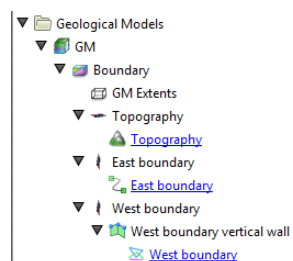 Geological Models
GM
Boundary
GM Extents
Topography
Topography
East boundary
East boundary
West boundary
West boundary vertical wall
West boundary